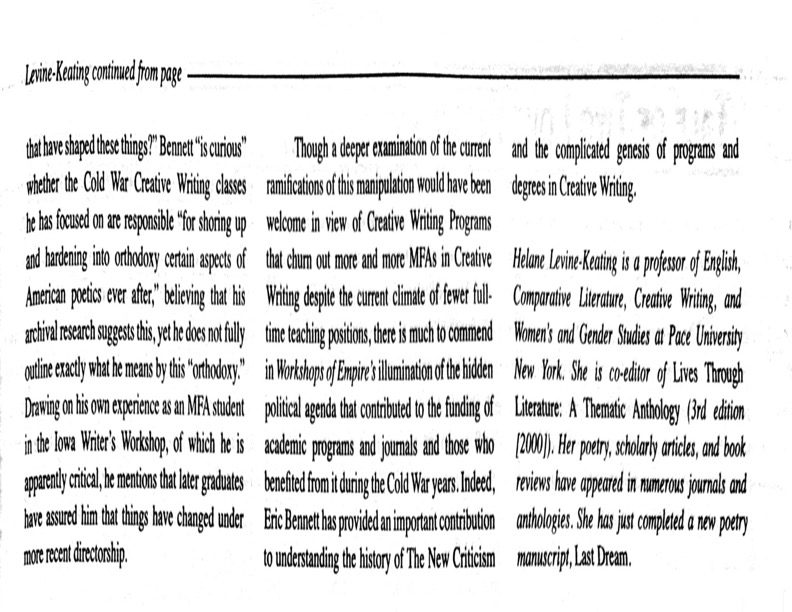 Levine-Keating continued from page
that have shaped these things?" Bennett "is curious"
whether the Cold War Creative Writing classes
he has focused on are responsible "for shoring up
and hardening into orthodoxy certain aspects of
American poetics ever after," believing that his
archival research suggests this, yet he does not fully
outline exactly what he means by this "orthodoxy."
Drawing on his own experience as an MFA student
in the Iowa Writer's Workshop, of which he is
apparently critical, he mentions that later graduates
have assured him that things have changed under
more recent directorship.
Though a deeper examination of the current
ramifications of this manipulation would have been
welcome in view of Creative Writing Programs
that churn out more and more MFAs in Creative
Writing despite the current climate of fewer full-
time teaching positions, there is much to commend
in Workshops of Empire's illumination of the hidden
political agenda that contributed to the funding of
academic programs and journals and those who
benefited from it during the Cold War years. Indeed,
Eric Bennett has provided an important contribution
to understanding the history of The New Criticism
and the complicated genesis of programs and
degrees in Creative Writing.
Helane Levine-Keating is a professor of English,
Comparative Literature, Creative Writing, and
Women's and Gender Studies at Pace University
New York. She is co-editor of Lives Through
Literature: A Thematic Anthology (3rd edition
[2000]). Her poetry, scholarly articles, and book
reviews have appeared in numerous journals and
anthologies. She has just completed a new poetry
manuscript, Last Dream.